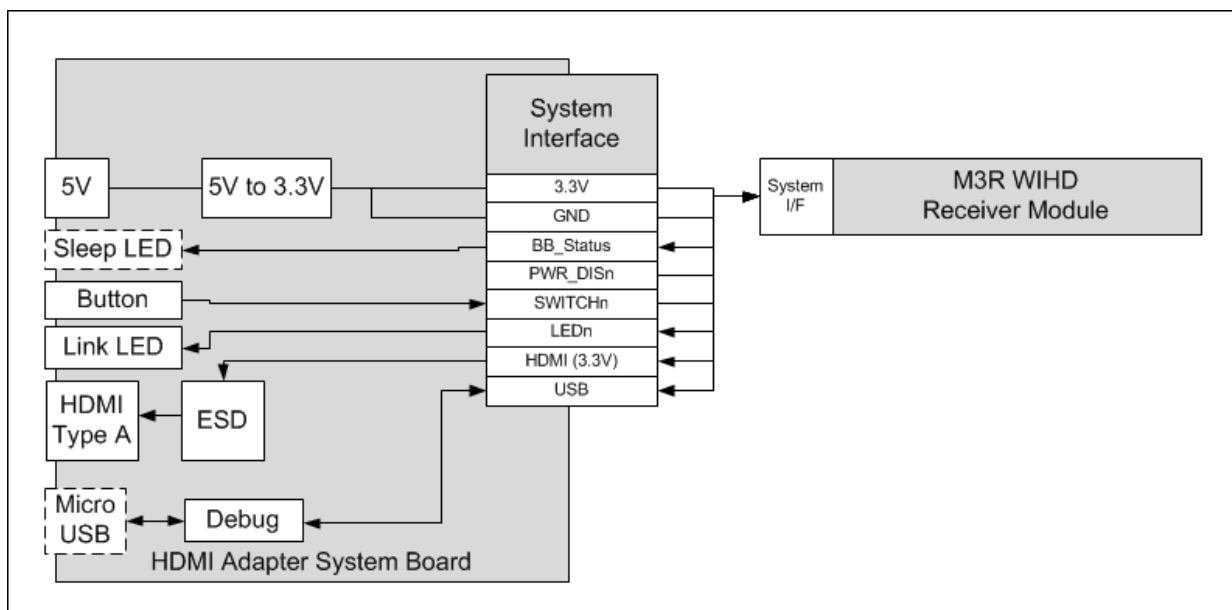 System
Interface
5V
5V to 3.3V
3.3V
GND
Sleep LED
BB_Status
PWR_DISn
Button
SWITCHn
Link LED
LEDn
HDMI (3.3V)
USB
HDMI
Type A
ESD
Micro
USB
Debug
HDMI Adapter System Board
System
I/F
M3R WIHD
Receiver Module